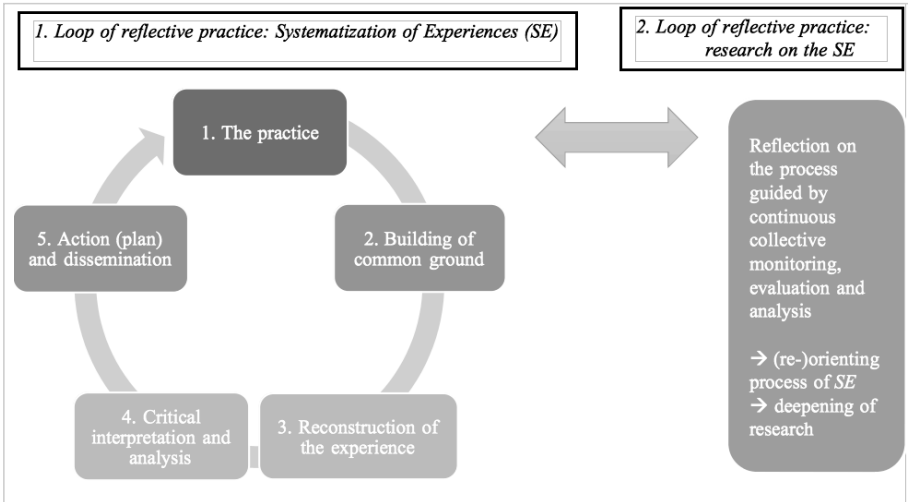 1. Loop of reflective practice: Systematization of Experiences (SE)
2. Loop of reflective practice:
research on the SE
1. The practice
2. Building of
common ground
3. Reconstruction of
the experience
4. Critical
interpretation and
analysis
5. Action (plan)
and dissemination
Reflection on
the process
guided by
continuous
collective
monitoring,
evaluation and
analysis
→ (re-)orienting
process of SE
→ deepening of
research